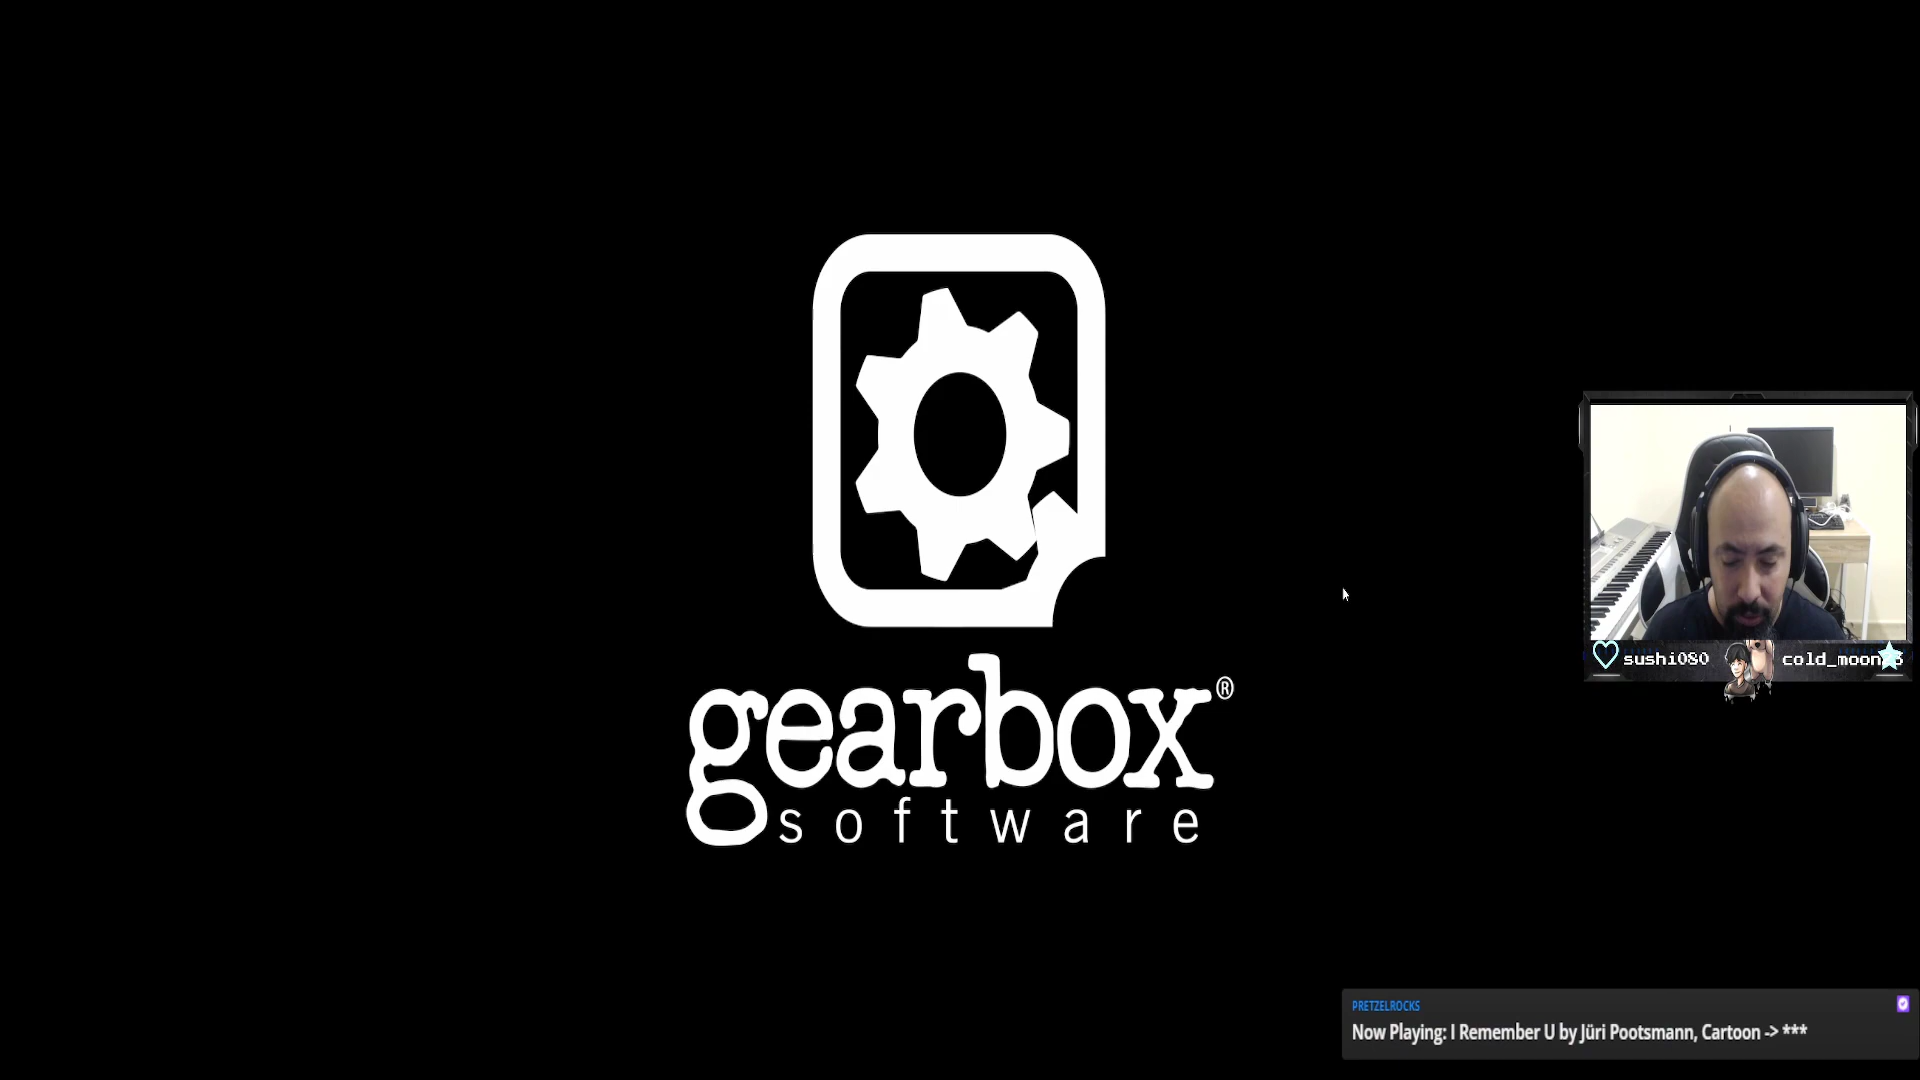 gearbox®
software
sushi080
cold_moon
PRETZELROCKS
Now Playing: I Remember U by Jüri Pootsmann, Cartoon -> ***